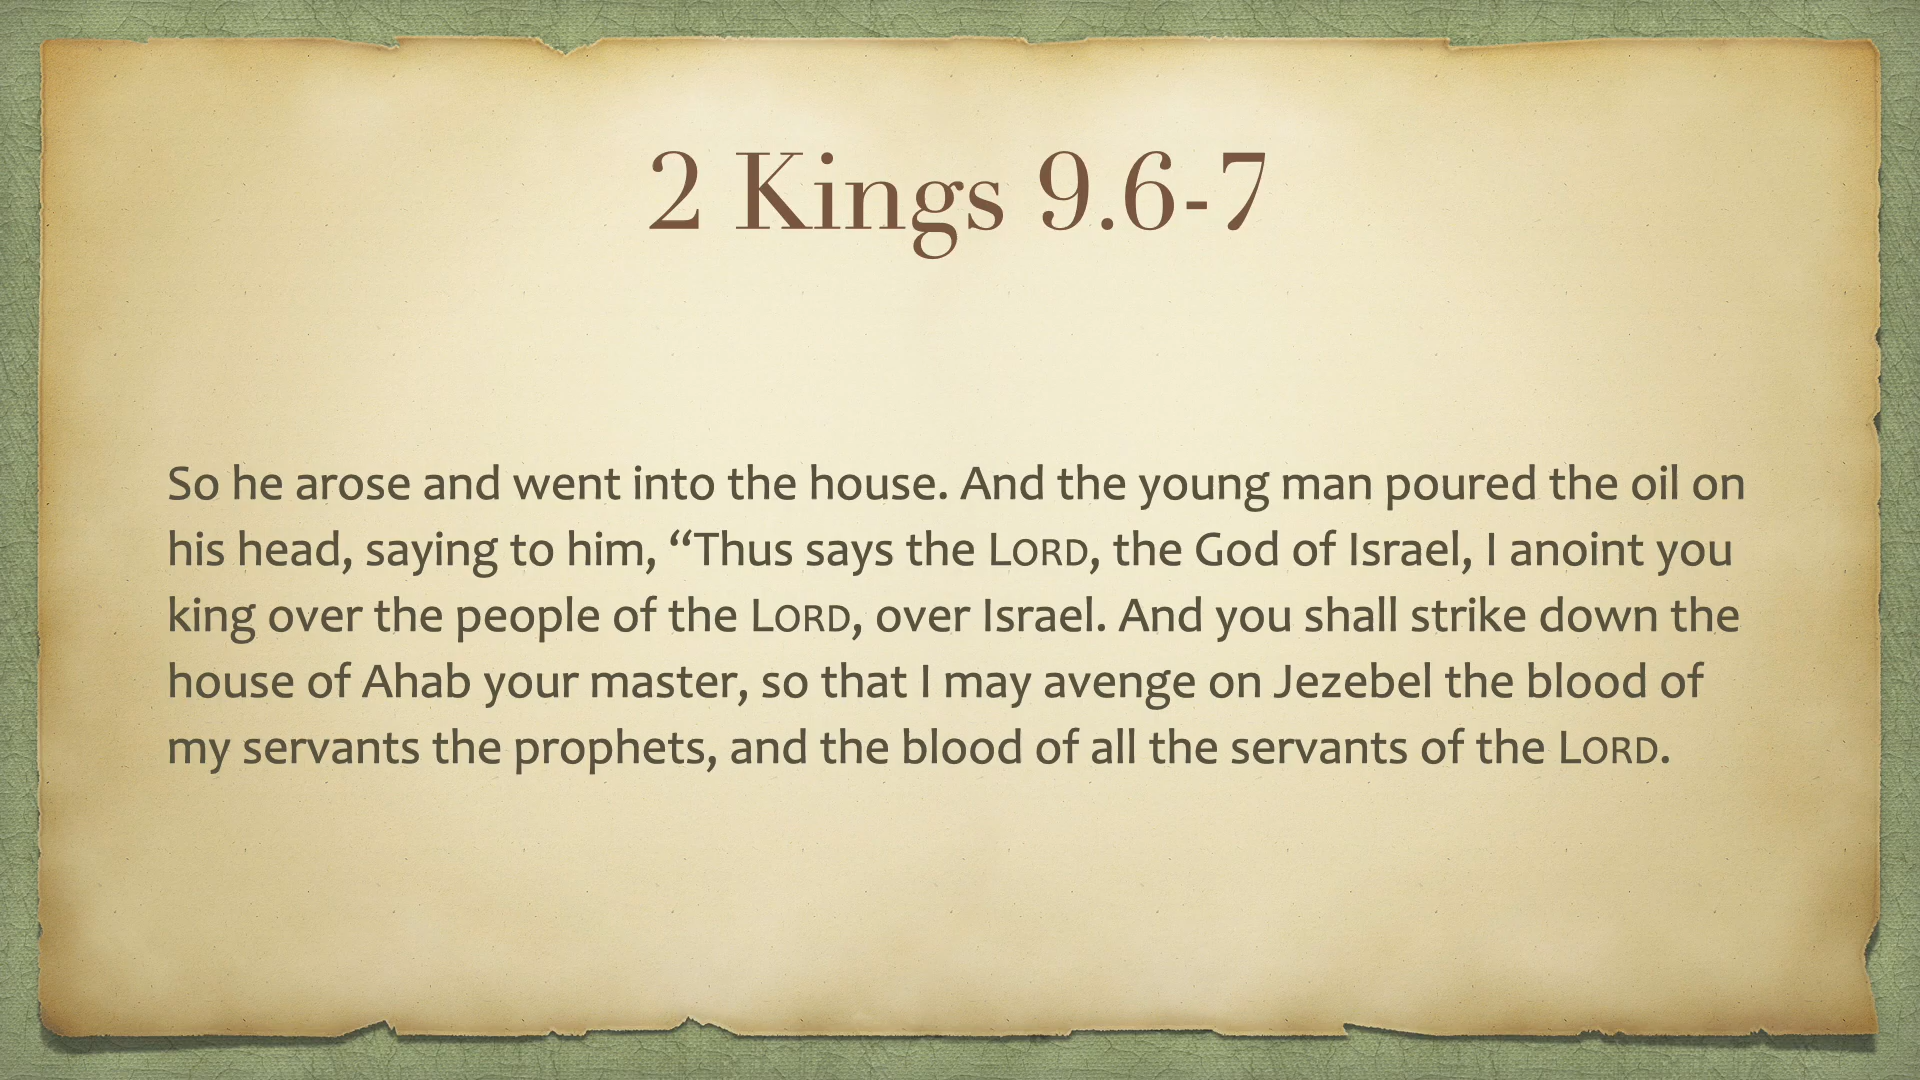 2 Kings 9.6-7
So he arose and went into the house. And the young man poured the oil on
his head, saying to him, “Thus says the LORD, the God of Israel, I anoint you
king over the people of the LORD, over Israel. And you shall strike down the
house of Ahab your master, so that I may avenge on Jezebel the blood of
my servants the prophets, and the blood of all the servants of the LORD.